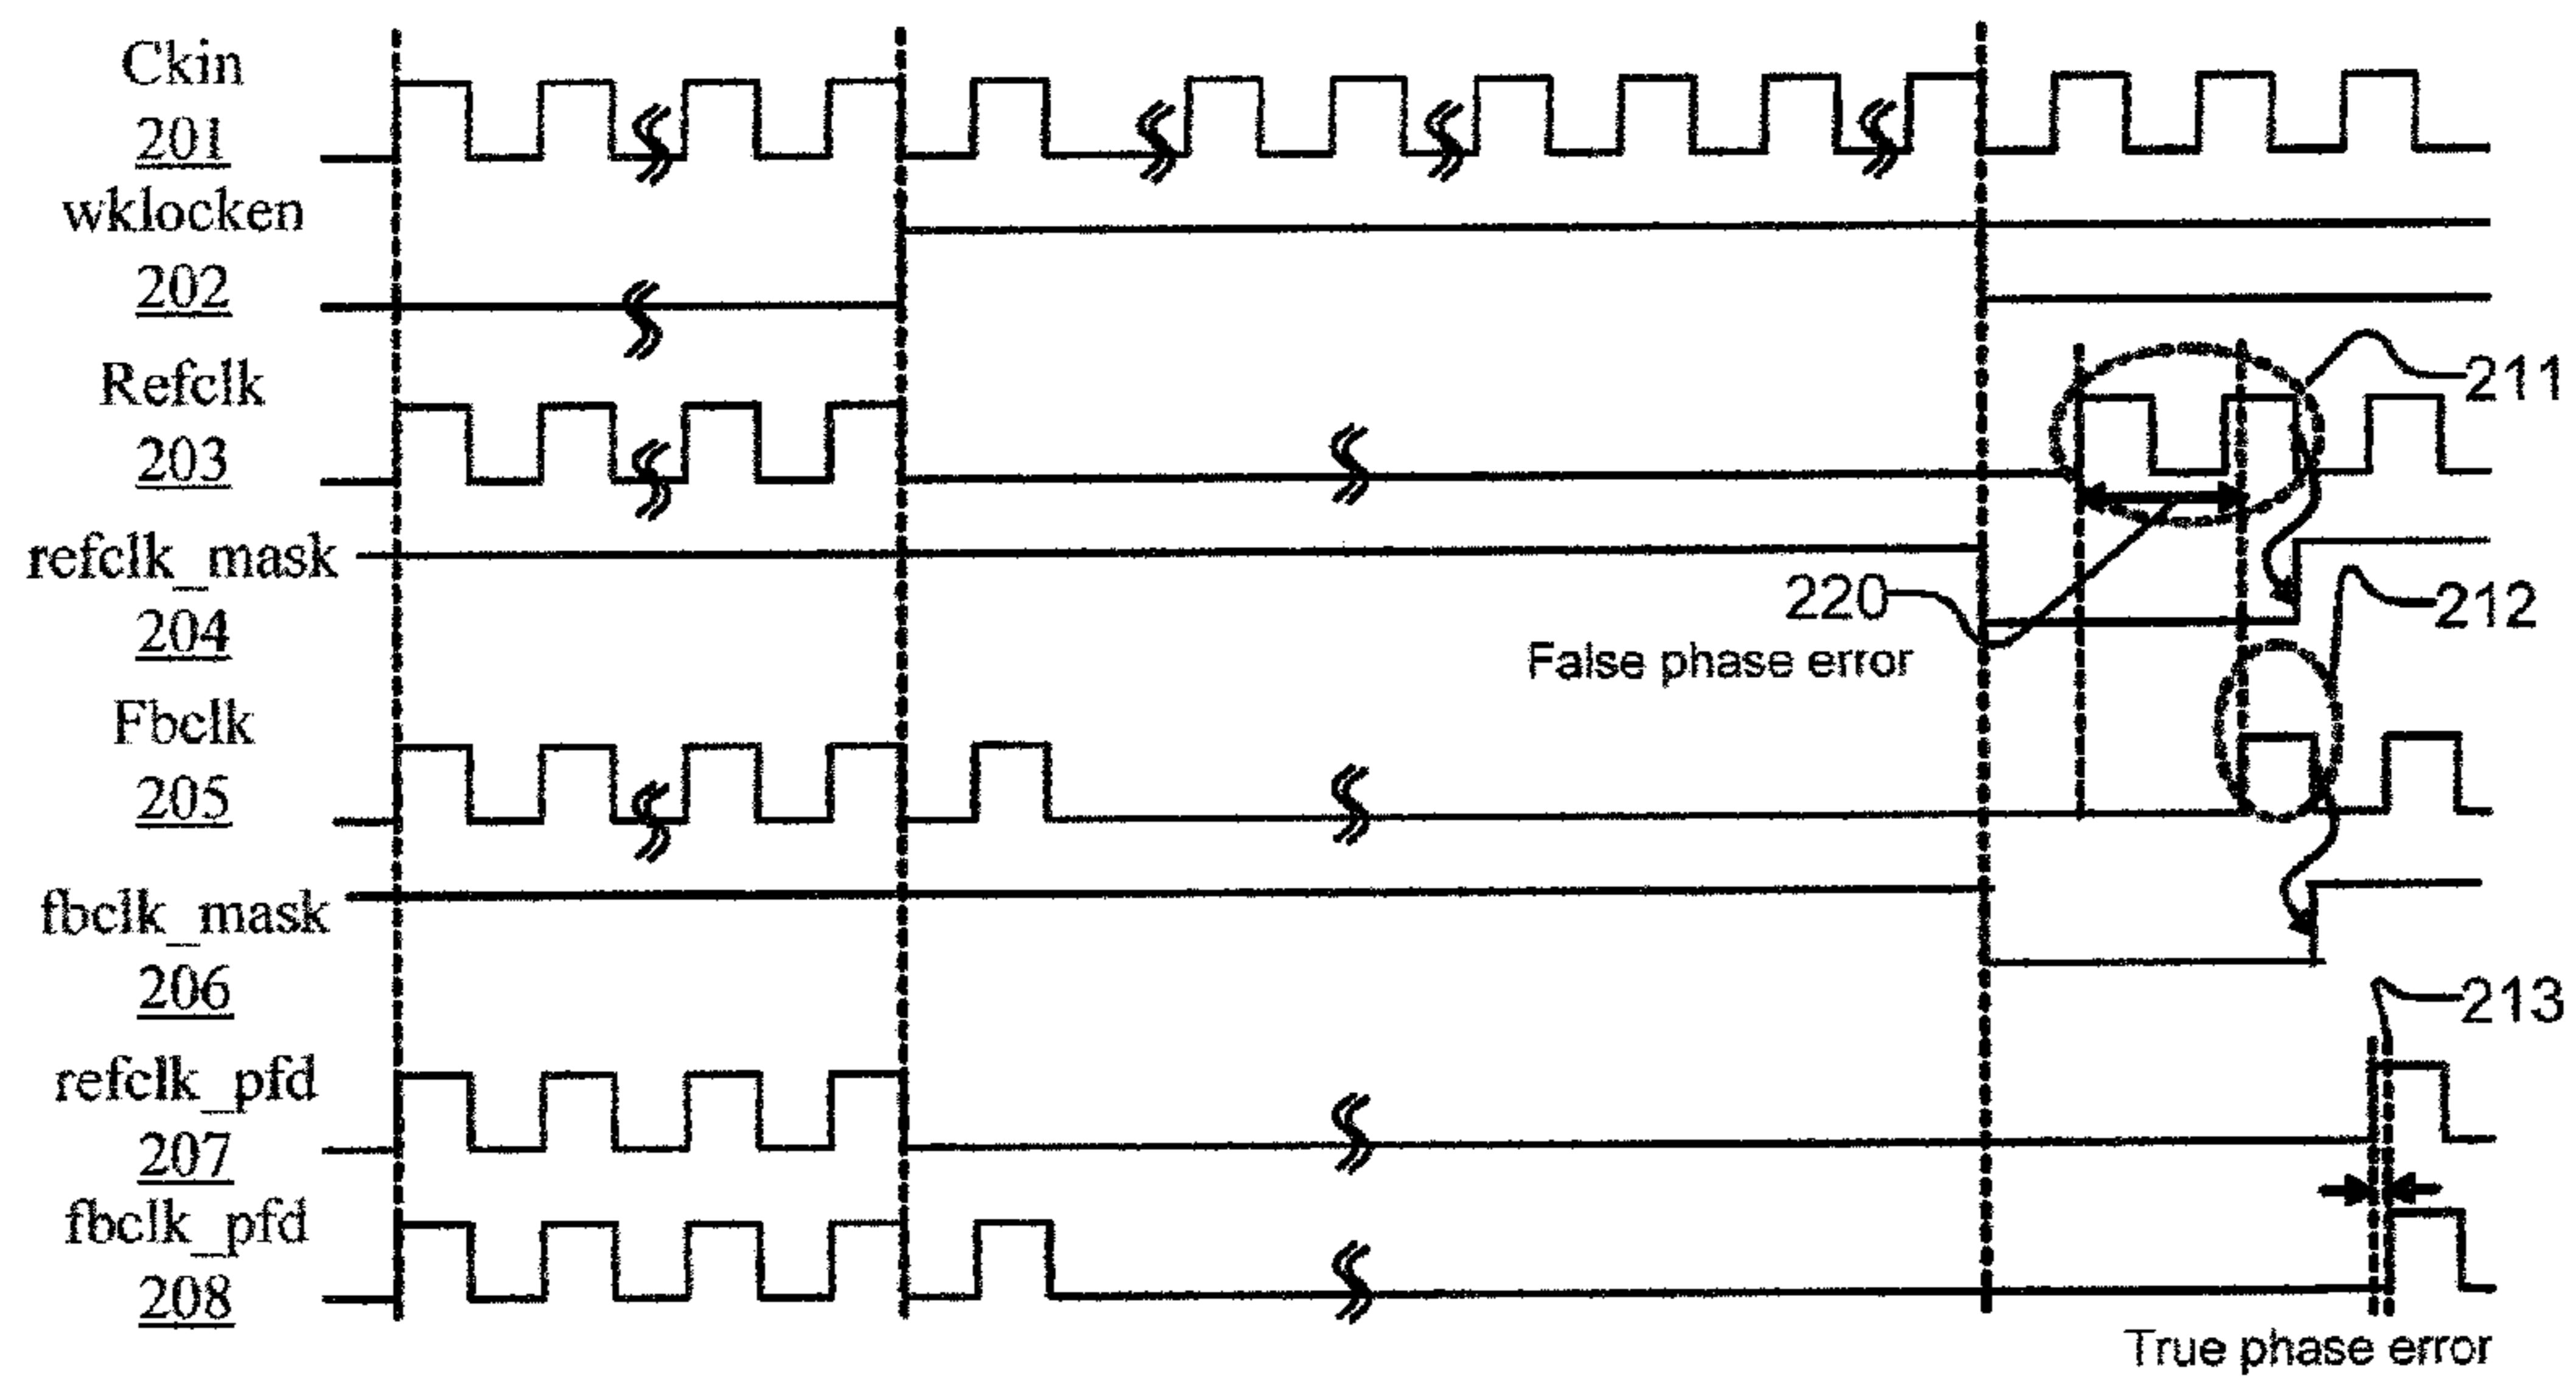 Ckin
201
wklocken
202
Refclk
203
211
refclk_mask
204
220
212
False phase error
Fbclk
205
fbclk_mask
206
213
refclk_pfd
207
fbclk_pfd
208
True phase error